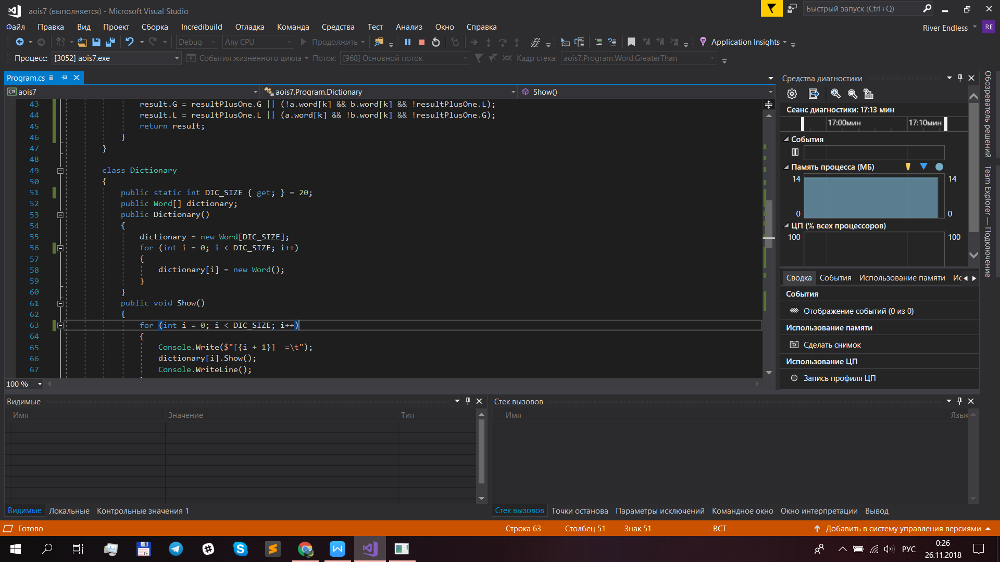 aois7 (выполняется) - Microsoft Visual Studio
Быстрый запуск (Ctrl+Q)
Файл Правка Вид Проект Сборка Incredibuild Отладка Команда Средства Тест Анализ Окно Справка
River Endless RE
Debug Any CPU Продолжить Application Insights
Процесс: [3052] aois7.exe События жизненного цикла Поток: [968] Основной поток Кадр стека: aois7.Program.Word.GreaterThan
Program.cs
aois7 aois7.Program.Dictionary Show()
43 result.G = resultPlusOne.G || (!a.word[k] && b.word[k] && !resultPlusOne.L);
44 result.L = resultPlusOne.L || (a.word[k] && !b.word[k] && !resultPlusOne.G);
45 return result;
46 }
47 }
48
49 class Dictionary
50 {
51 public static int DIC_SIZE { get; } = 20;
52 public Word[] dictionary;
53 public Dictionary()
54 {
55 dictionary = new Word[DIC_SIZE];
56 for (int i = 0; i < DIC_SIZE; i++)
57 {
58 dictionary[i] = new Word();
59 }
60 }
61 public void Show()
62 {
63 for (int i = 0; i < DIC_SIZE; i++)
64 {
65 Console.Write($"[{i + 1}]  =\t");
66 dictionary[i].Show();
67 Console.WriteLine();
100 %
Средства диагностики
Сеанс диагностики: 17:13 мин
17:00мин 17:10мин
События
Память процесса (МБ)
14 14
0 0
ЦП (% всех процессоров)
100 100
Сводка События Использование памяти Ис
События
Отображение событий (0 из 0)
Использование памяти
Сделать снимок
Использование ЦП
Запись профиля ЦП
Обозреватель решений
Team Explorer — Подключение
Видимые
Имя Значение Тип
Видимые Локальные Контрольные значения 1
Стек вызовов
Имя Язык
Стек вызовов Точки останова Параметры исключений Командное окно Окно интерпретации Вывод
Готово Строка 63 Столбец 51 Знак 51 ВСТ Добавить в систему управления версиями
64
РУС
0:26
26.11.2018